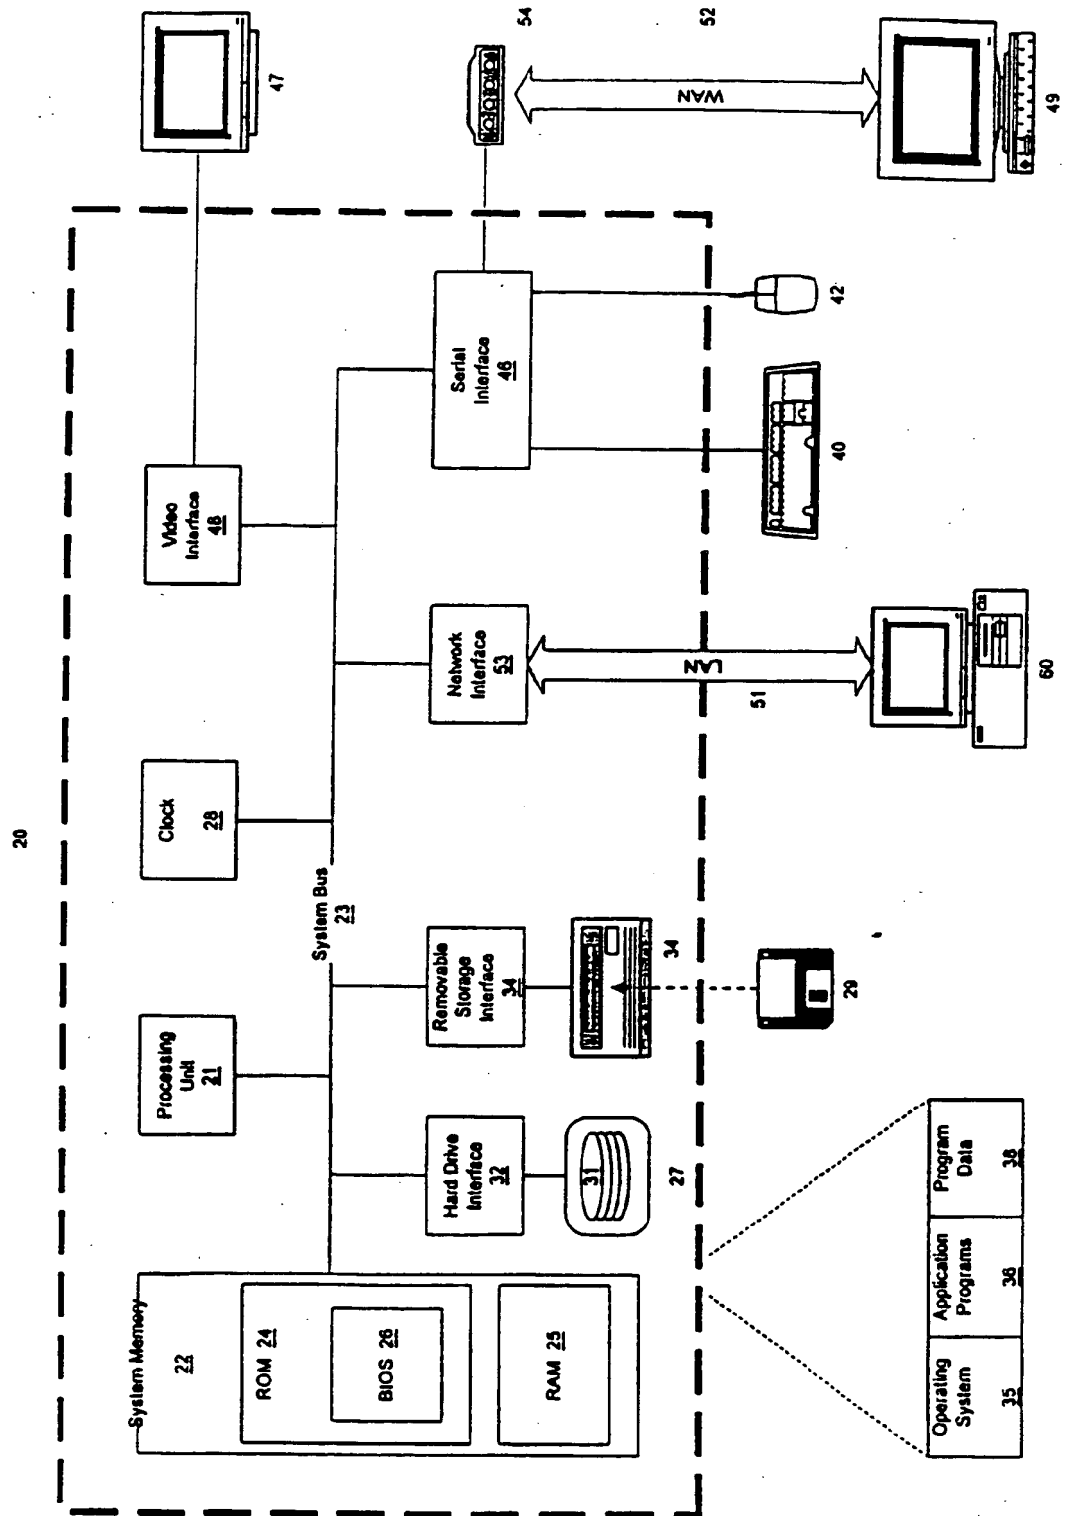 20
System Memory
22
ROM 24
BIOS 26
RAM 25
Processing
Unit
21
Clock
28
Video
Interface
48
47
System Bus
23
Hard Drive
Interface
32
31
27
Removable
Storage
Interface
34
34
Network
Interface
53
Serial
Interface
46
54
52
WAN
LAN
51
29
40
42
49
60
Operating
System
35
Application
Programs
36
Program
Data
38